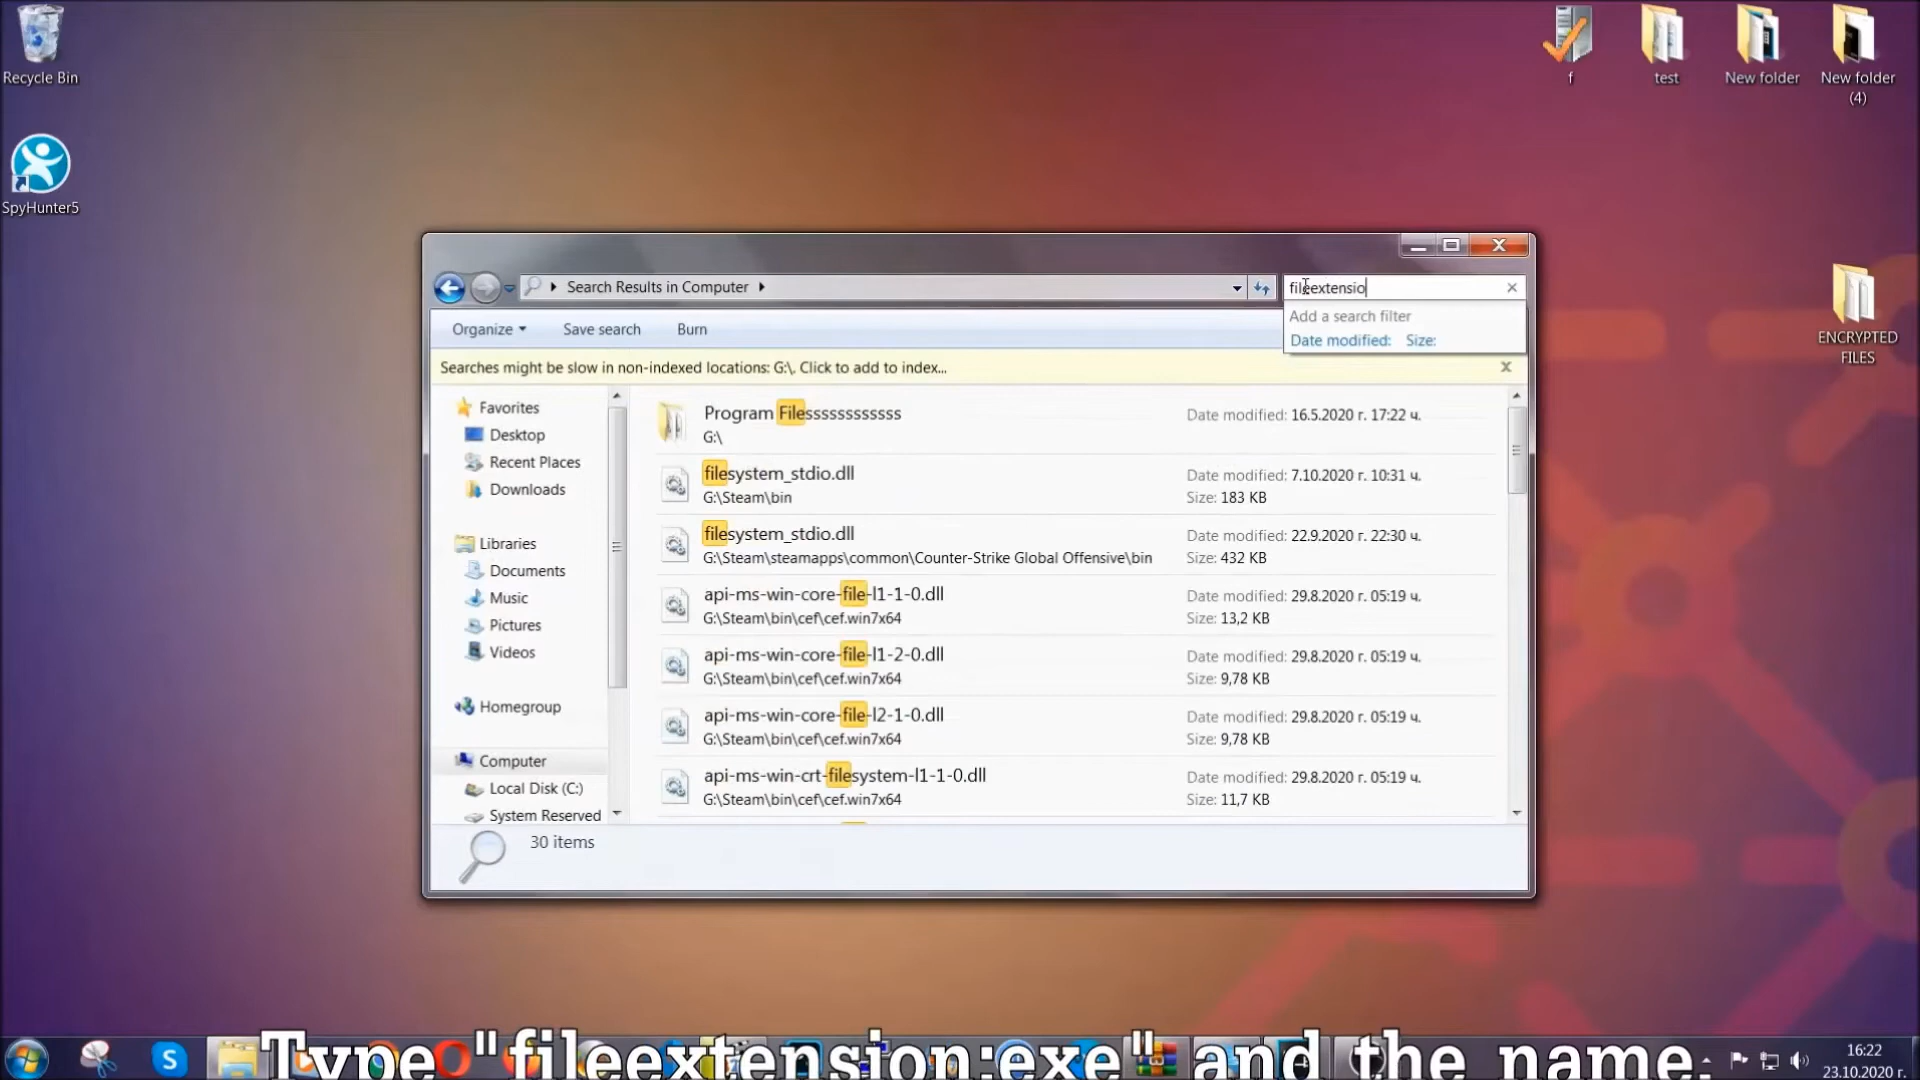 Recycle Bin
SpyHunter5
f
test
New folder
New folder
(4)
ENCRYPTED
FILES
Search Results in Computer
fileextensio
Add a search filter
Date modified: Size:
Organize Save search Burn
Searches might be slow in non-indexed locations: G:\. Click to add to index...
Favorites
Desktop
Recent Places
Downloads
Libraries
Documents
Music
Pictures
Videos
Homegroup
Computer
Local Disk (C:)
System Reserved
Program Filessssssssssss
G:\
Date modified: 16.5.2020 г. 17:22 ч.
filesystem_stdio.dll
G:\Steam\bin
Date modified: 7.10.2020 г. 10:31 ч.
Size: 183 KB
filesystem_stdio.dll
G:\Steam\steamapps\common\Counter-Strike Global Offensive\bin
Date modified: 22.9.2020 г. 22:30 ч.
Size: 432 KB
api-ms-win-core-file-l1-1-0.dll
G:\Steam\bin\cef\cef.win7x64
Date modified: 29.8.2020 г. 05:19 ч.
Size: 13,2 KB
api-ms-win-core-file-l1-2-0.dll
G:\Steam\bin\cef\cef.win7x64
Date modified: 29.8.2020 г. 05:19 ч.
Size: 9,78 KB
api-ms-win-core-file-l2-1-0.dll
G:\Steam\bin\cef\cef.win7x64
Date modified: 29.8.2020 г. 05:19 ч.
Size: 9,78 KB
api-ms-win-crt-filesystem-l1-1-0.dll
G:\Steam\bin\cef\cef.win7x64
Date modified: 29.8.2020 г. 05:19 ч.
Size: 11,7 KB
30 items
Type "fileextension:exe" and the name.
16:22
23.10.2020 г.